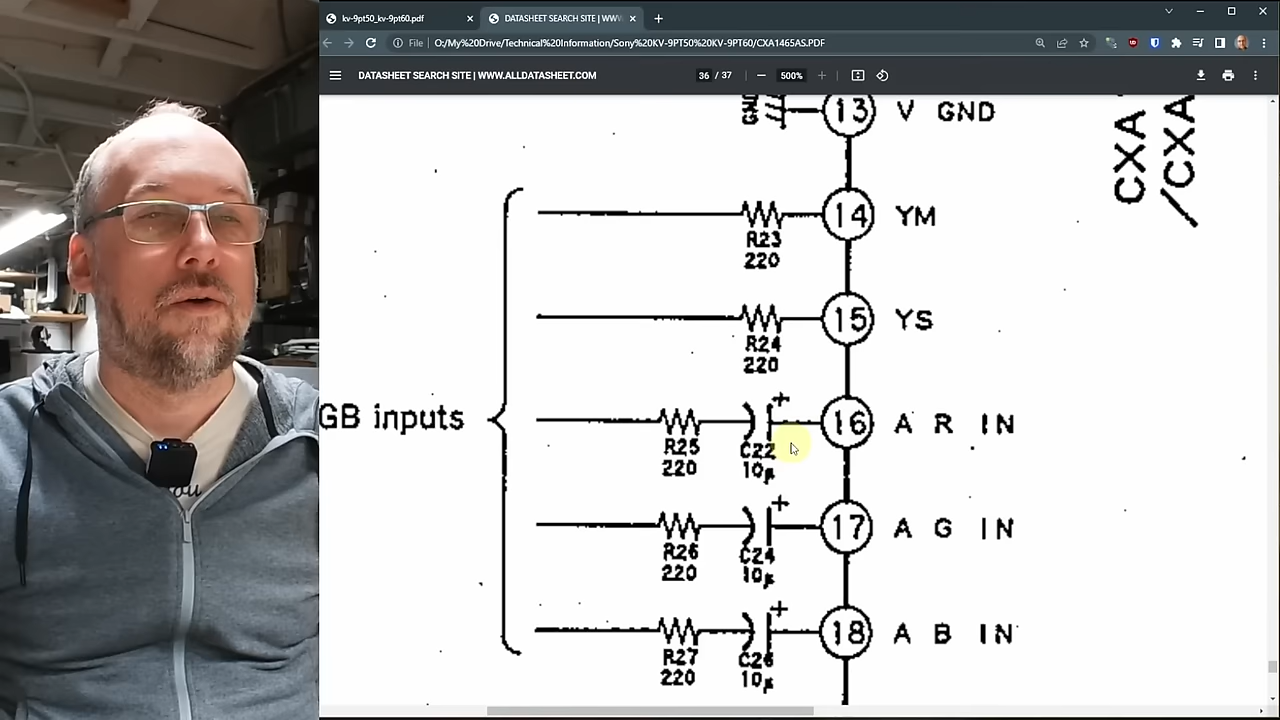 kv-9pt50_kv-9pt60.pdf
DATASHEET SEARCH SITE | WWW
File
O:/My%20Drive/Technical%20Information/Sony%20KV-9PT50%20KV-9PT60/CXA1465AS.PDF
DATASHEET SEARCH SITE | WWW.ALLDATASHEET.COM
36 / 37
500%
GND
13 V GND
CXA
/CXA
14 YM
R23
220
15 YS
R24
220
GB inputs
+
16 A R IN
R25
220
C22
10μ
+
17 A G IN
R26
220
C24
10μ
+
18 A B IN
R27
220
C26
10μ
you